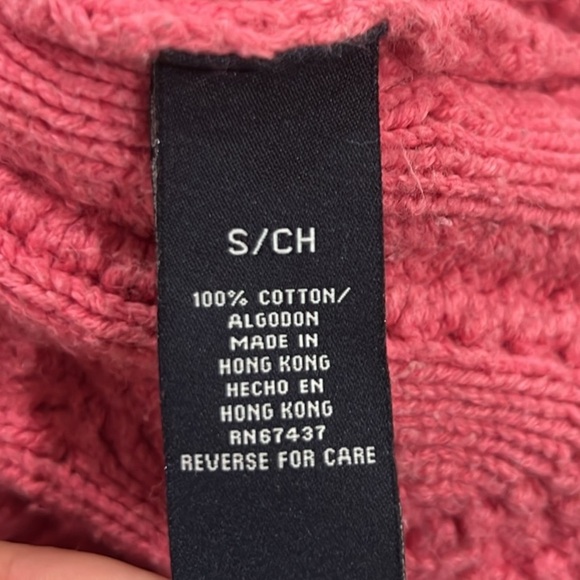 S/CH
100% COTTON/
ALGODON
MADE IN
HONG KONG
HECHO EN
HONG KONG
RN67437
REVERSE FOR CARE